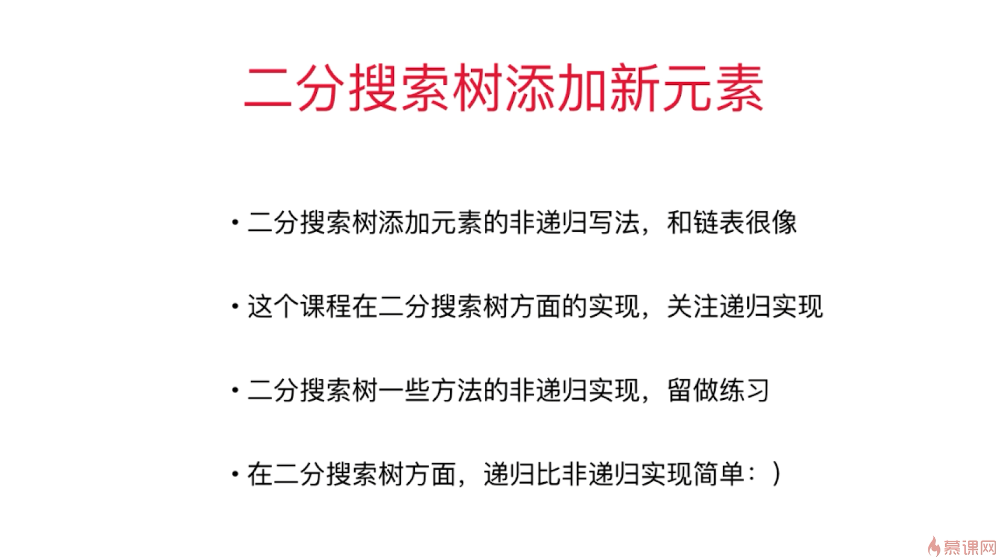 二分搜索树添加新元素
• 二分搜索树添加元素的非递归写法，和链表很像
• 这个课程在二分搜索树方面的实现，关注递归实现
• 二分搜索树一些方法的非递归实现，留做练习
• 在二分搜索树方面，递归比非递归实现简单：）
慕课网